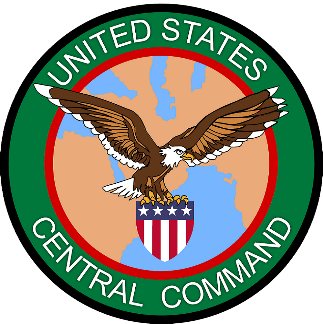 UNITED STATES
CENTRAL COMMAND